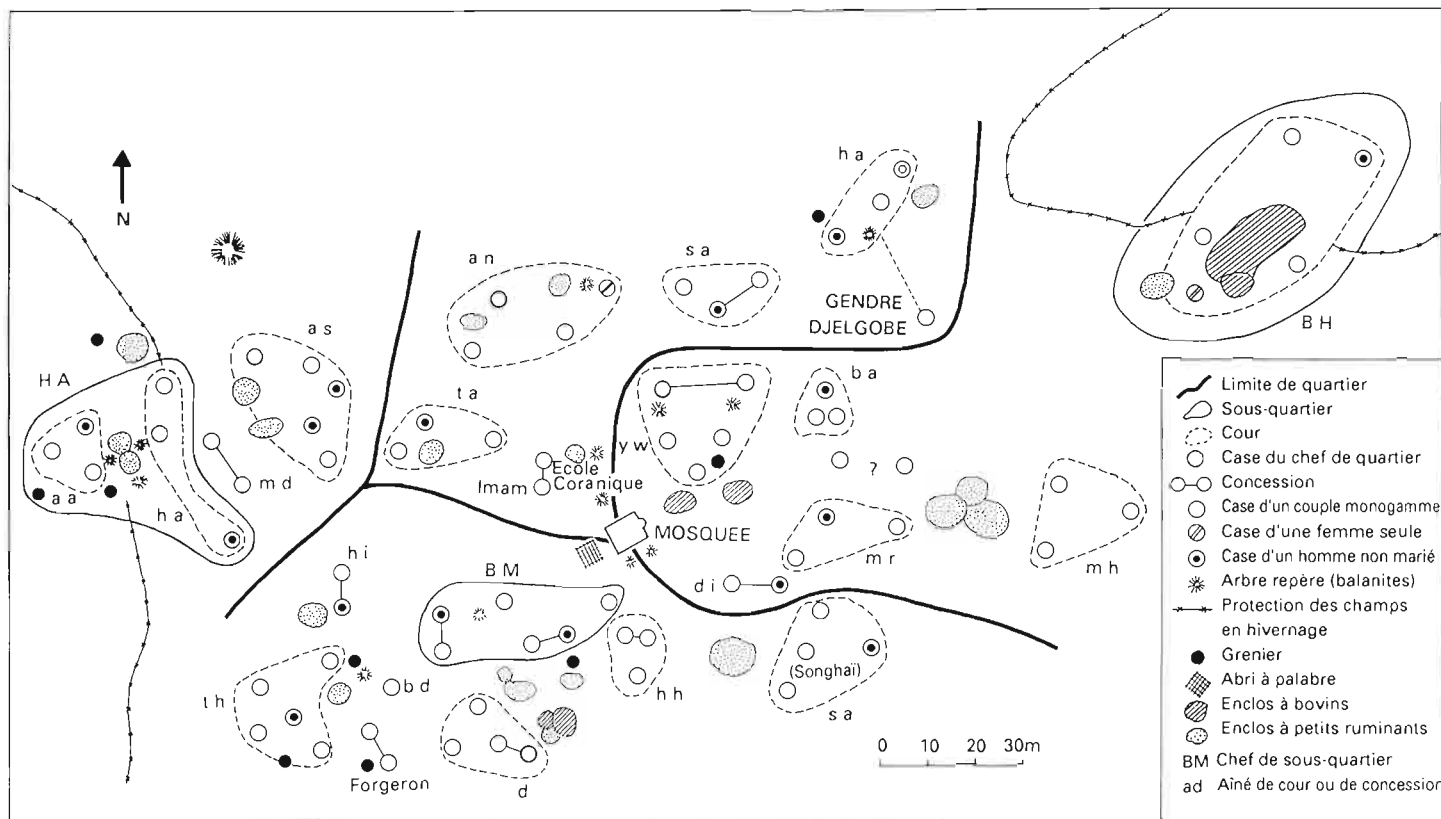 N
h a
a n
s a
GENDRE
DJELGOBE
B H
a s
H A
t a
b a
y w
?
Ecole
Coranique
Imam
m d
a a
h a
MOSQUEE
m r
m h
h i
B M
d i
(Songhaï)
s a
h h
t h
b d
Forgeron
d
0 10 20 30m
Limite de quartier
Sous-quartier
Cour
Case du chef de quartier
Concession
Case d'un couple monogamme
Case d'une femme seule
Case d'un homme non marié
Arbre repère (balanites)
Protection des champs
en hivernage
Grenier
Abri à palabre
Enclos à bovins
Enclos à petits ruminants
BM Chef de sous-quartier
ad Aîné de cour ou de concession